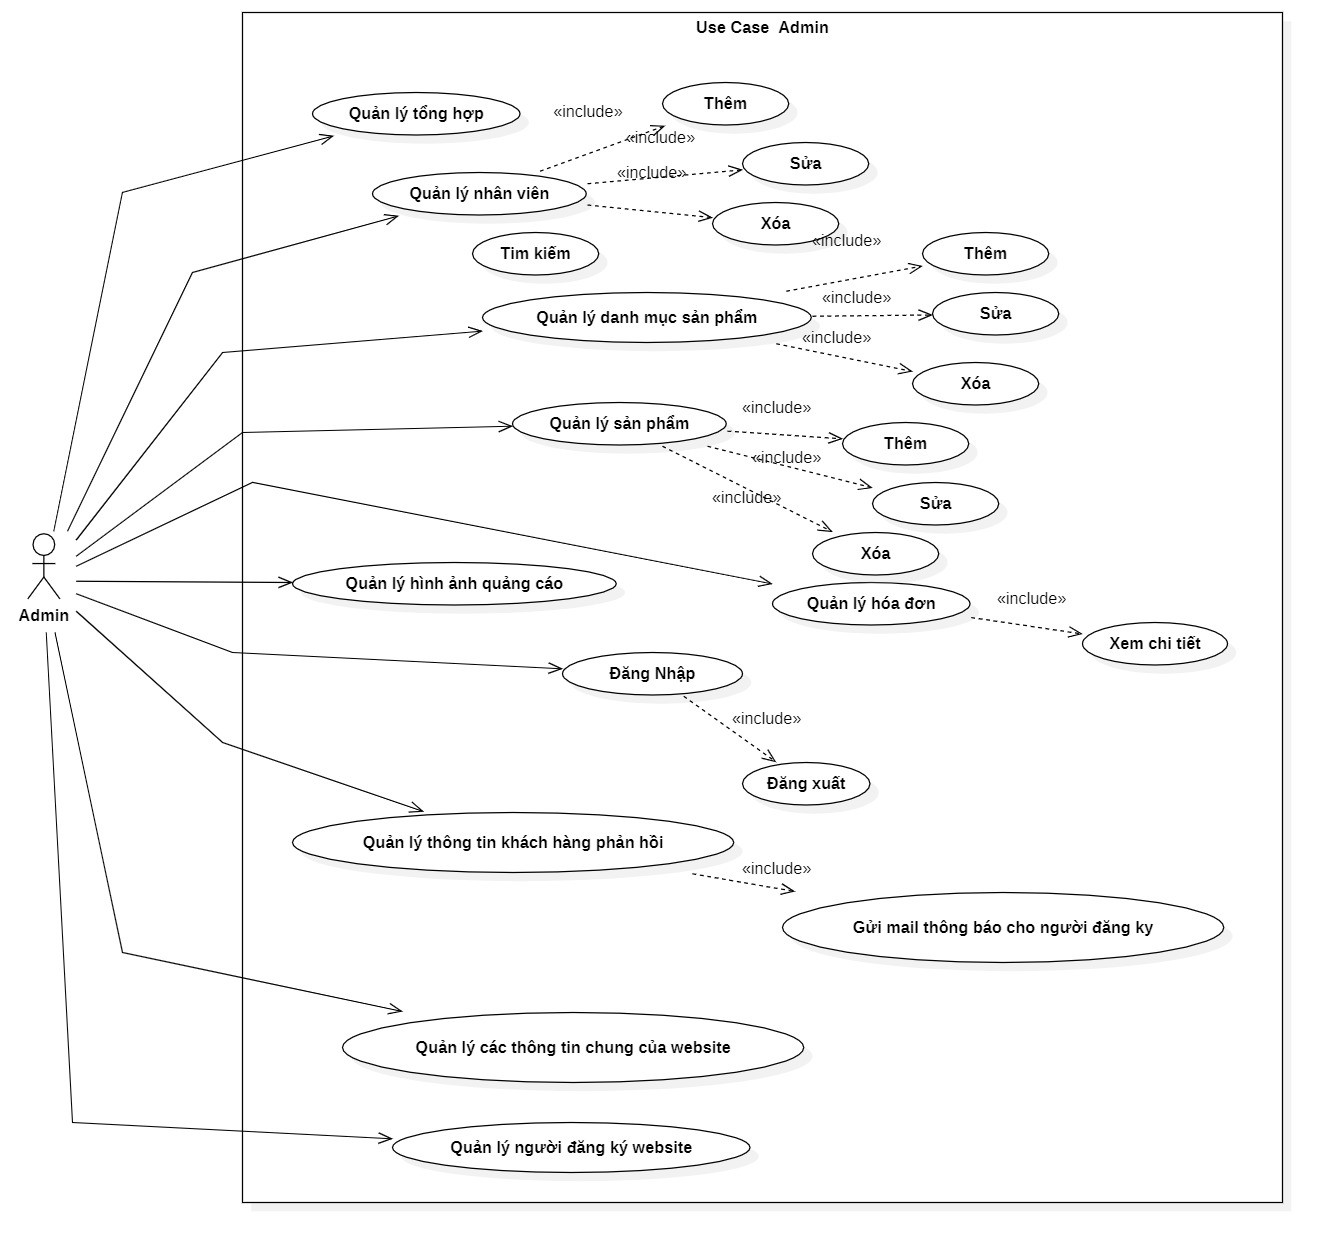 Use Case  Admin
Quản lý tổng hợp
«include»
Thêm
«include»
Sửa
«include»
Quản lý nhân viên
Xóa
«include»
Tim kiếm
Thêm
«include»
Quản lý danh mục sản phẩm
Sửa
«include»
Xóa
«include»
Quản lý sản phẩm
Thêm
«include»
«include»
Sửa
Xóa
Quản lý hình ảnh quảng cáo
Quản lý hóa đơn
«include»
Admin
Xem chi tiết
Đăng Nhập
«include»
Đăng xuất
Quản lý thông tin khách hàng phản hồi
«include»
Gửi mail thông báo cho người đăng ky
Quản lý các thông tin chung của website
Quản lý người đăng ký website